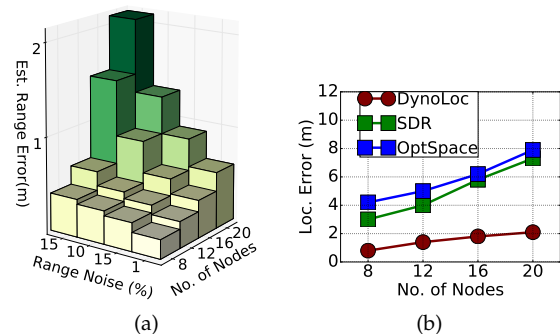 2
1
Est. Range
Error(m)
15
10
15
1
Range Noise (%)
8
12
16
20
No. of Nodes
(a)
12
10
8
6
4
2
0
Loc. Error (m)
DynoLoc
SDR
OptSpace
8
12
16
20
No. of Nodes
(b)